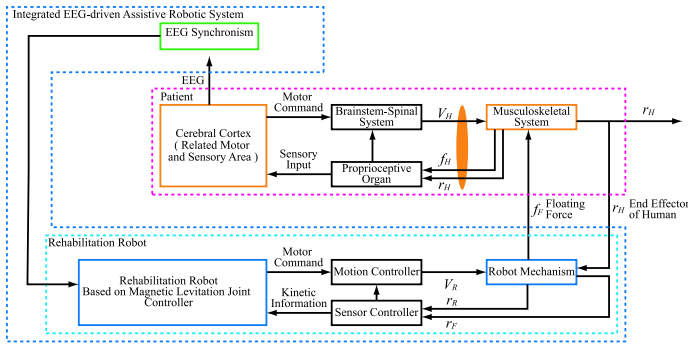 Integrated EEG-driven Assistive Robotic System
EEG Synchronism
EEG
Patient
Motor
Command
Cerebral Cortex
( Related Motor
and Sensory Area )
Sensory
Input
Brainstem-Spinal
System
Proprioceptive
Organ
V_H
f_H
r_H
Musculoskeletal
System
r_H
f_F Floating
Force
r_H End Effector
of Human
Rehabilitation Robot
Motor
Command
Rehabilitation Robot
Based on Magnetic Levitation Joint
Controller
Kinetic
Information
Motion Controller
Sensor Controller
V_R
r_R
r_F
Robot Mechanism